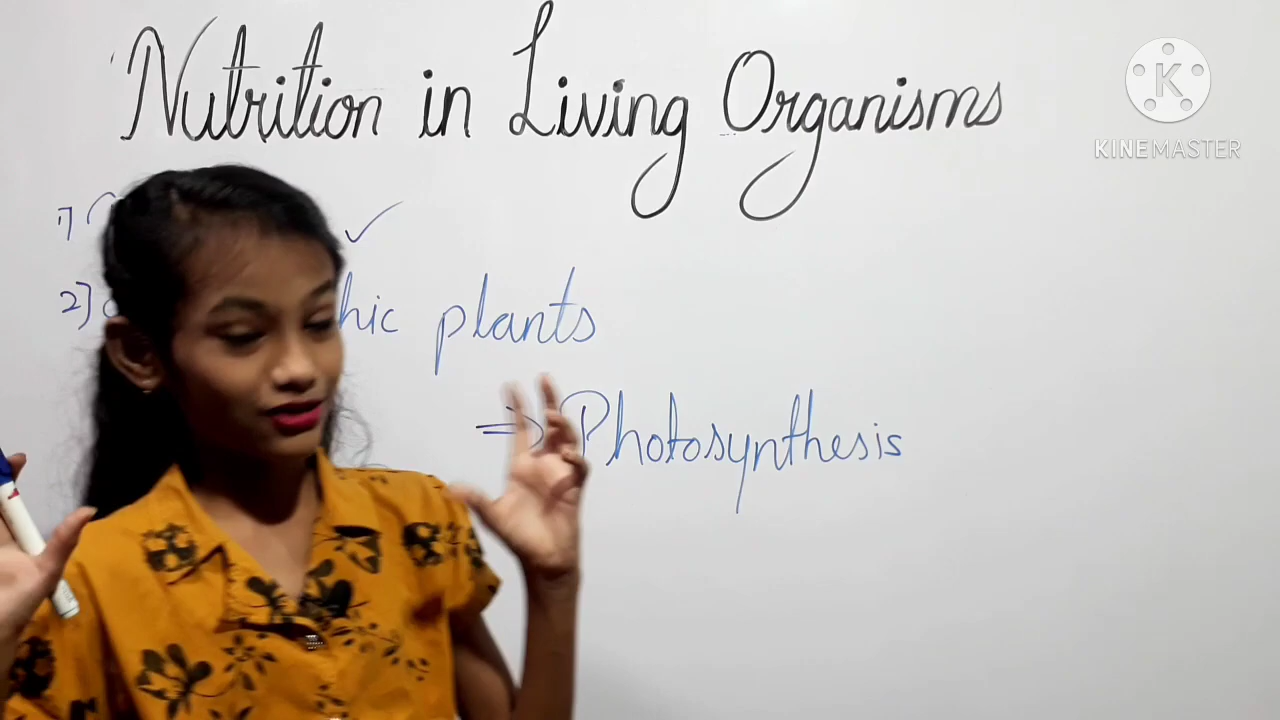 Nutrition in Living Organisms
K
KINEMASTER
1)
2] hic plants
⇒ Photosynthesis